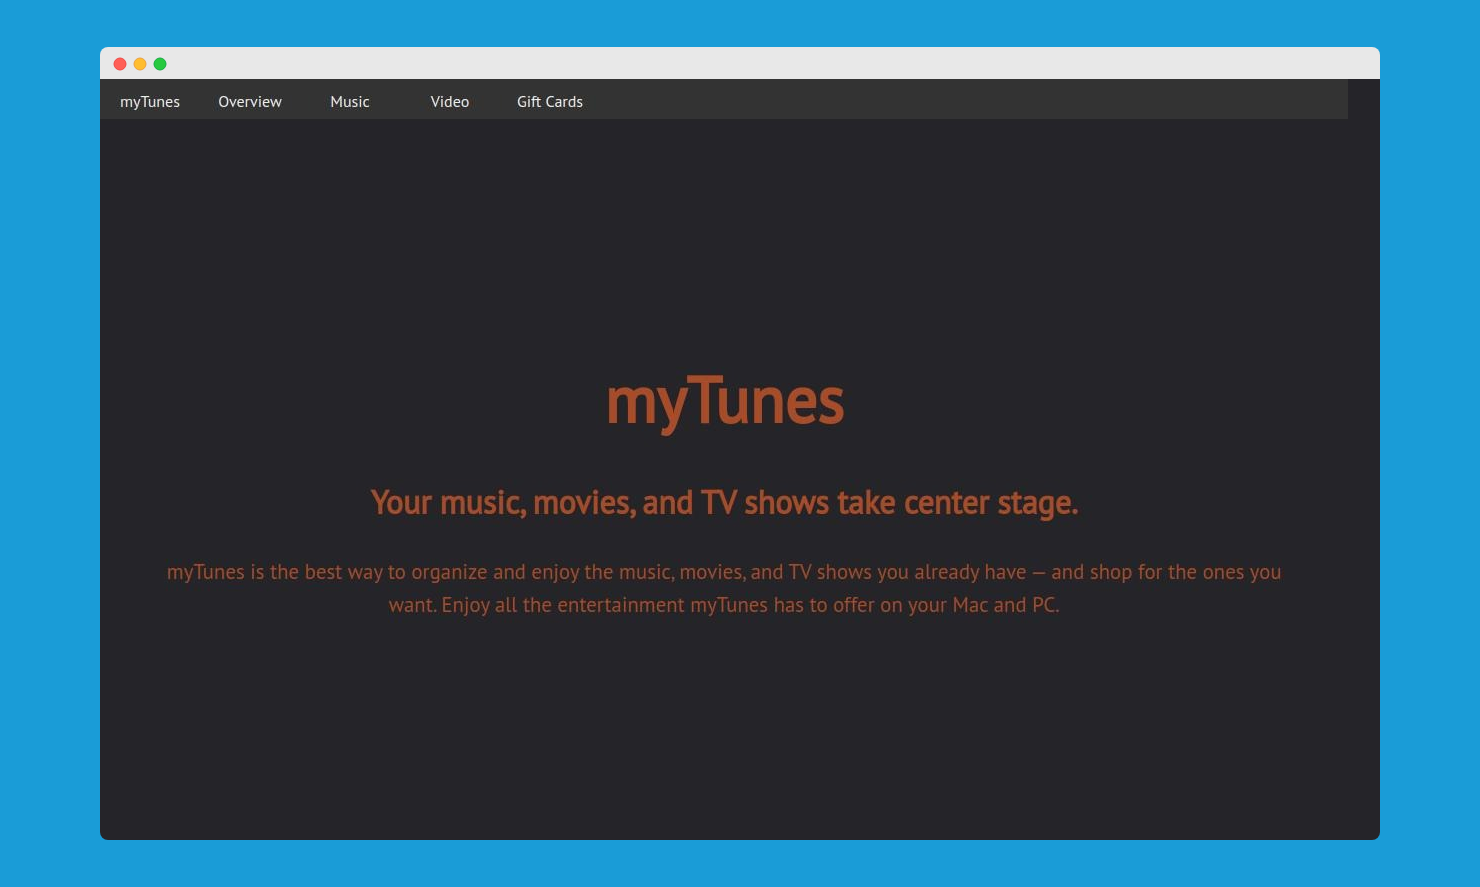 myTunes Overview Music Video Gift Cards
myTunes
Your music, movies, and TV shows take center stage.
myTunes is the best way to organize and enjoy the music, movies, and TV shows you already have — and shop for the ones you
want. Enjoy all the entertainment myTunes has to offer on your Mac and PC.